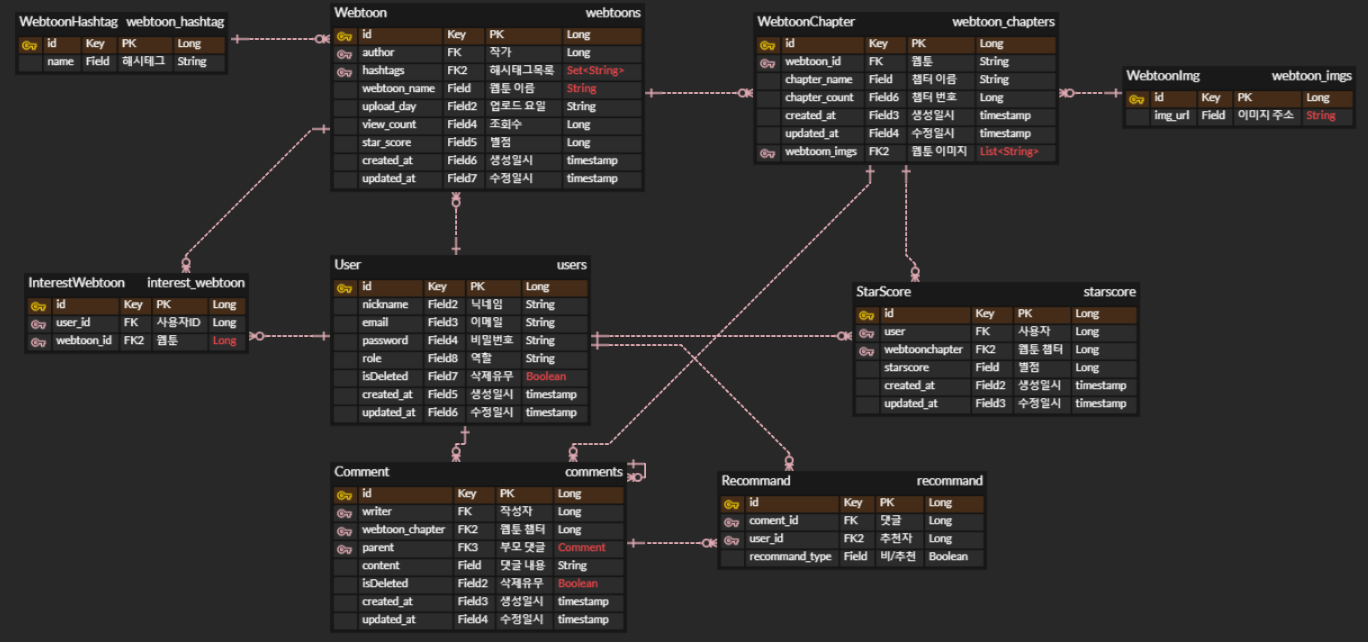 WebtoonHashtag webtoon_hashtag
id Key PK Long
name Field 해시태그 String
Webtoon webtoons
id Key PK Long
author FK 작가 Long
hashtags FK2 해시태그목록 Set<String>
webtoon_name Field 웹툰 이름 String
upload_day Field2 업로드 요일 String
view_count Field4 조회수 Long
star_score Field5 별점 Long
created_at Field6 생성일시 timestamp
updated_at Field7 수정일시 timestamp
WebtoonChapter webtoon_chapters
id Key PK Long
webtoon_id FK 웹툰 String
chapter_name Field 챕터 이름 String
chapter_count Field6 챕터 번호 Long
created_at Field3 생성일시 timestamp
updated_at Field4 수정일시 timestamp
webtoom_imgs FK2 웹툰 이미지 List<String>
WebtoonImg webtoon_imgs
id Key PK Long
img_url Field 이미지 주소 String
InterestWebtoon interest_webtoon
id Key PK Long
user_id FK 사용자ID Long
webtoon_id FK2 웹툰 Long
User users
id Key PK Long
nickname Field2 닉네임 String
email Field3 이메일 String
password Field4 비밀번호 String
role Field8 역할 String
isDeleted Field7 삭제유무 Boolean
created_at Field5 생성일시 timestamp
updated_at Field6 수정일시 timestamp
StarScore starscore
id Key PK Long
user FK 사용자 Long
webtoonchapter FK2 웹툰 챕터 Long
starscore Field 별점 Long
created_at Field2 생성일시 timestamp
updated_at Field3 수정일시 timestamp
Comment comments
id Key PK Long
writer FK 작성자 Long
webtoon_chapter FK2 웹툰 챕터 Long
parent FK3 부모 댓글 Comment
content Field 댓글 내용 String
isDeleted Field2 삭제유무 Boolean
created_at Field3 생성일시 timestamp
updated_at Field4 수정일시 timestamp
Recommand recommand
id Key PK Long
coment_id FK 댓글 Long
user_id FK2 추천자 Long
recommand_type Field 비/추천 Boolean